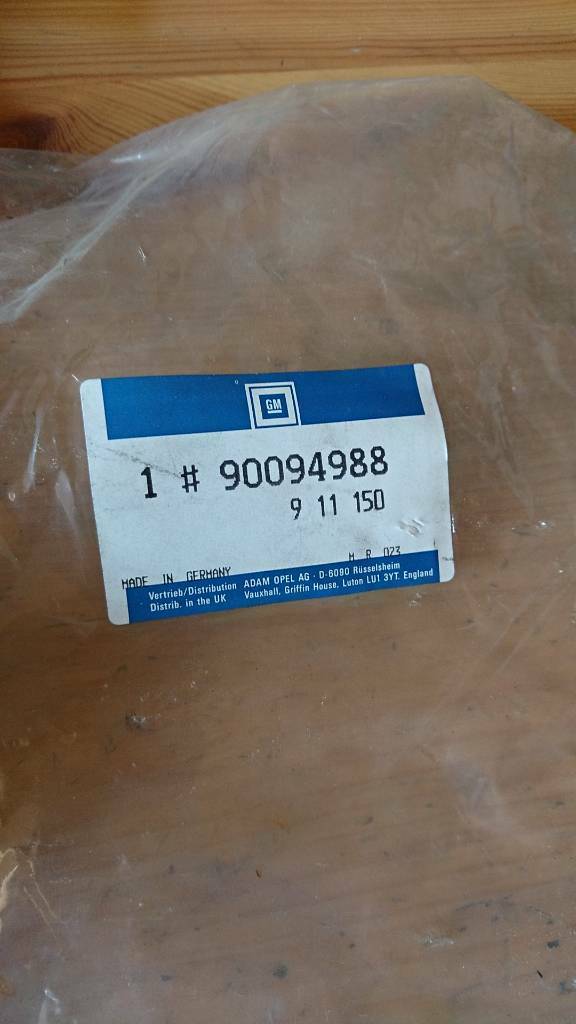 GM
1 # 90094988
9 11 150
MADE IN GERMANY M R 023
Vertrieb/Distribution ADAM OPEL AG · D-6090 Rüsselsheim
Distrib. in the UK Vauxhall, Griffin House, Luton LU1 3YT. England